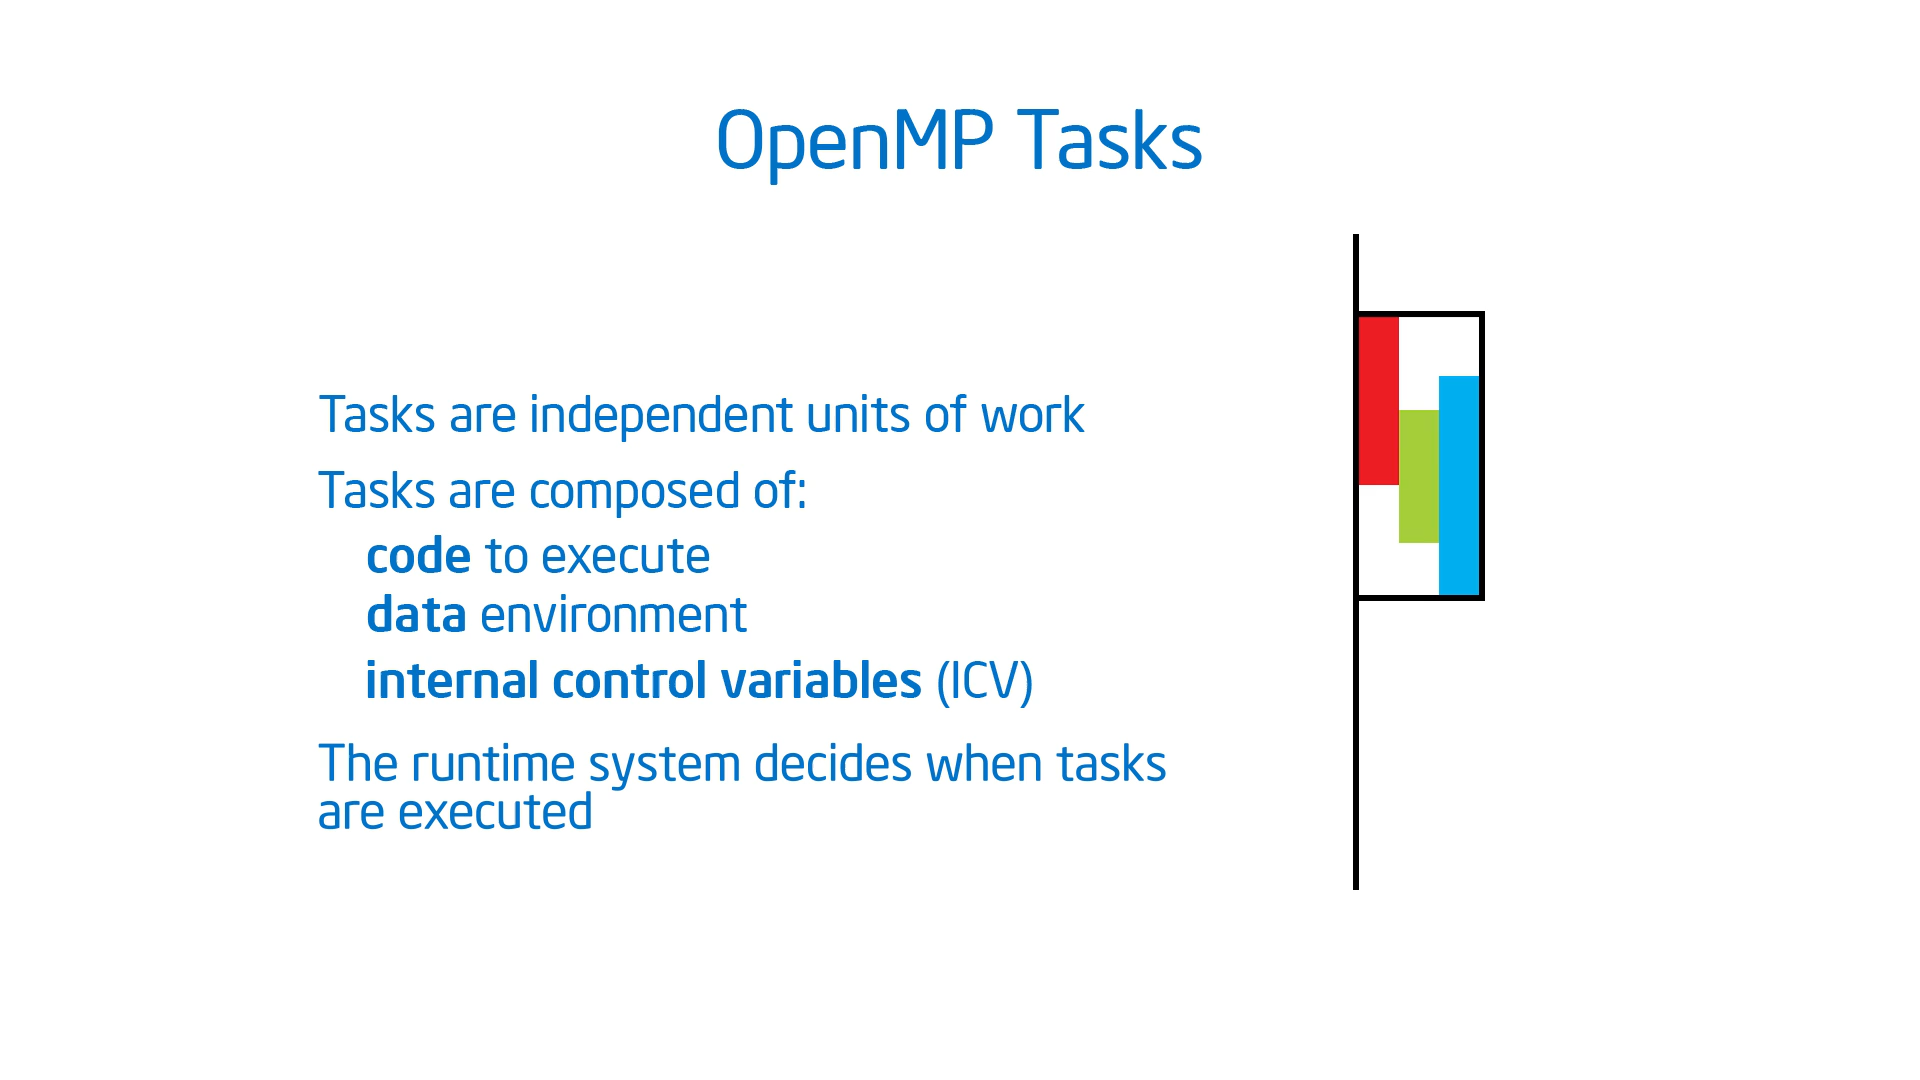 OpenMP Tasks
Tasks are independent units of work
Tasks are composed of:
code to execute
data environment
internal control variables (ICV)
The runtime system decides when tasks
are executed